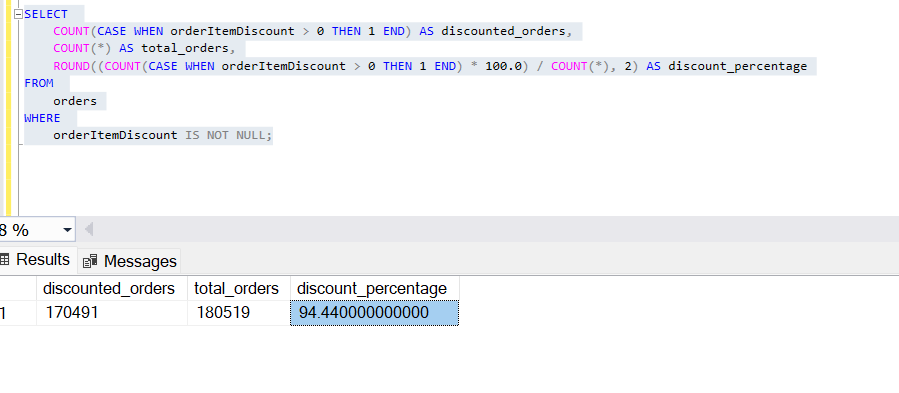 SELECT
COUNT(CASE WHEN orderItemDiscount > 0 THEN 1 END) AS discounted_orders,
COUNT(*) AS total_orders,
ROUND((COUNT(CASE WHEN orderItemDiscount > 0 THEN 1 END) * 100.0) / COUNT(*), 2) AS discount_percentage
FROM
orders
WHERE
orderItemDiscount IS NOT NULL;
8 %
Results Messages
discounted_orders total_orders discount_percentage
1 170491 180519 94.440000000000